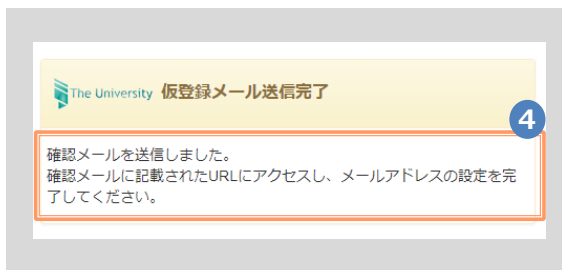 The University 仮登録メール送信完了
4
確認メールを送信しました。
確認メールに記載されたURLにアクセスし、メールアドレスの設定を完
了してください。